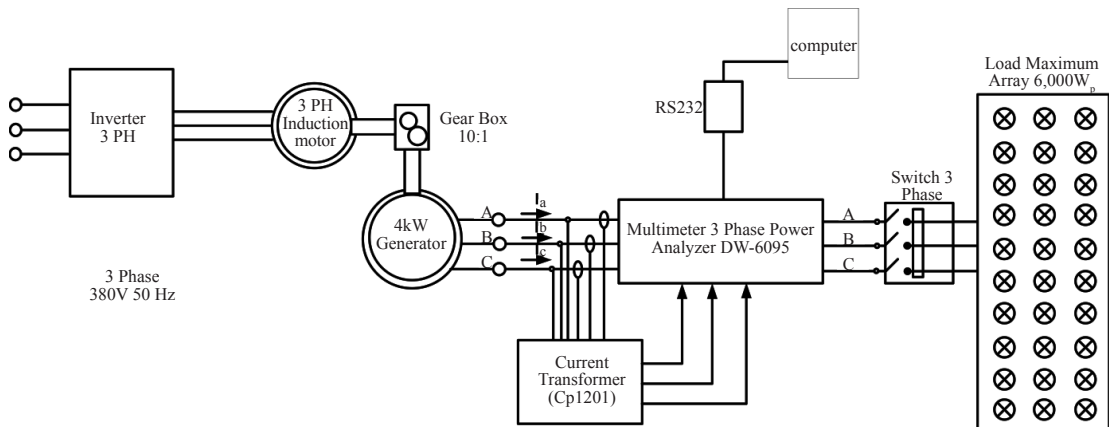 computer
Load Maximum
Array 6,000Wp
RS232
Inverter
3 PH
3 PH
Induction
motor
Gear Box
10:1
Switch 3
Phase
4kW
Generator
A
B
C
Ia
Ib
Ic
Multimeter 3 Phase Power
Analyzer DW-6095
A
B
C
3 Phase
380V 50 Hz
Current
Transformer
(Cp1201)